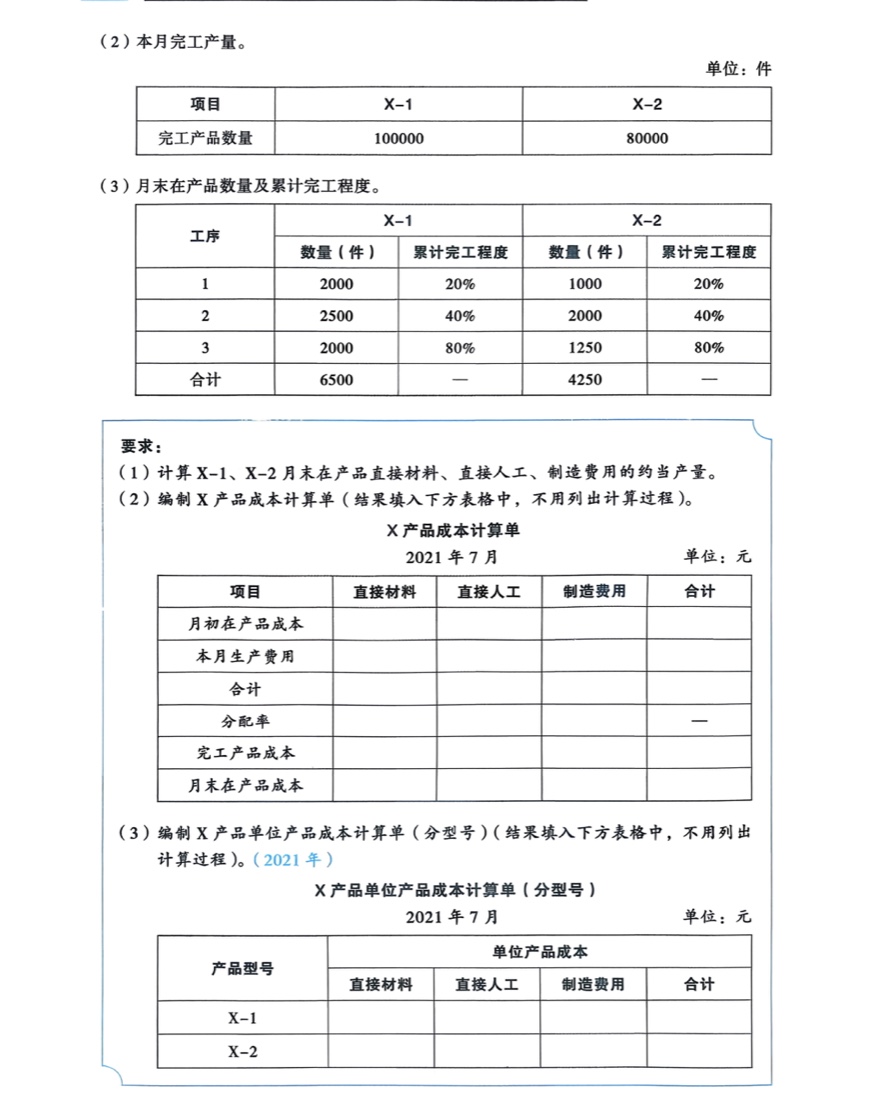 （2）本月完工产量。
单位：件
项目 X-1 X-2
完工产品数量 100000 80000
（3）月末在产品数量及累计完工程度。
工序 X-1 X-2
数量（件） 累计完工程度 数量（件） 累计完工程度
1 2000 20% 1000 20%
2 2500 40% 2000 40%
3 2000 80% 1250 80%
合计 6500 — 4250 —
要求：
（1）计算X-1、X-2月末在产品直接材料、直接人工、制造费用的约当产量。
（2）编制X产品成本计算单（结果填入下方表格中，不用列出计算过程）。
X产品成本计算单
2021年7月 单位：元
项目 直接材料 直接人工 制造费用 合计
月初在产品成本
本月生产费用
合计
分配率 —
完工产品成本
月末在产品成本
（3）编制X产品单位产品成本计算单（分型号）（结果填入下方表格中，不用列出
计算过程）。（2021年）
X产品单位产品成本计算单（分型号）
2021年7月 单位：元
产品型号 单位产品成本
直接材料 直接人工 制造费用 合计
X-1
X-2